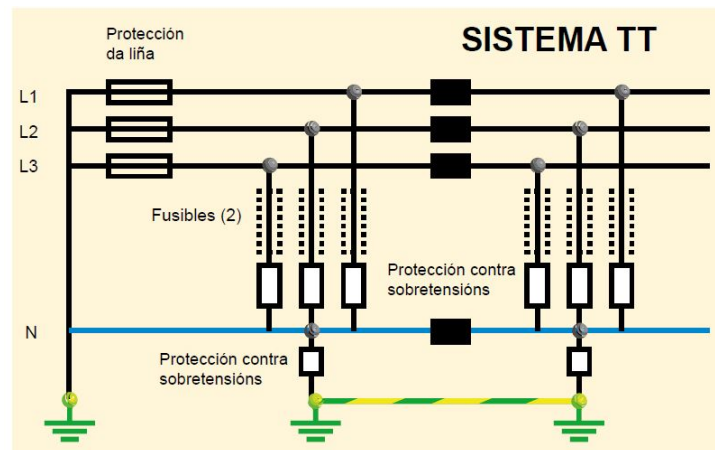 Protección
da liña
SISTEMA TT
L1
L2
L3
Fusibles (2)
Protección contra
sobretensións
N
Protección contra
sobretensións